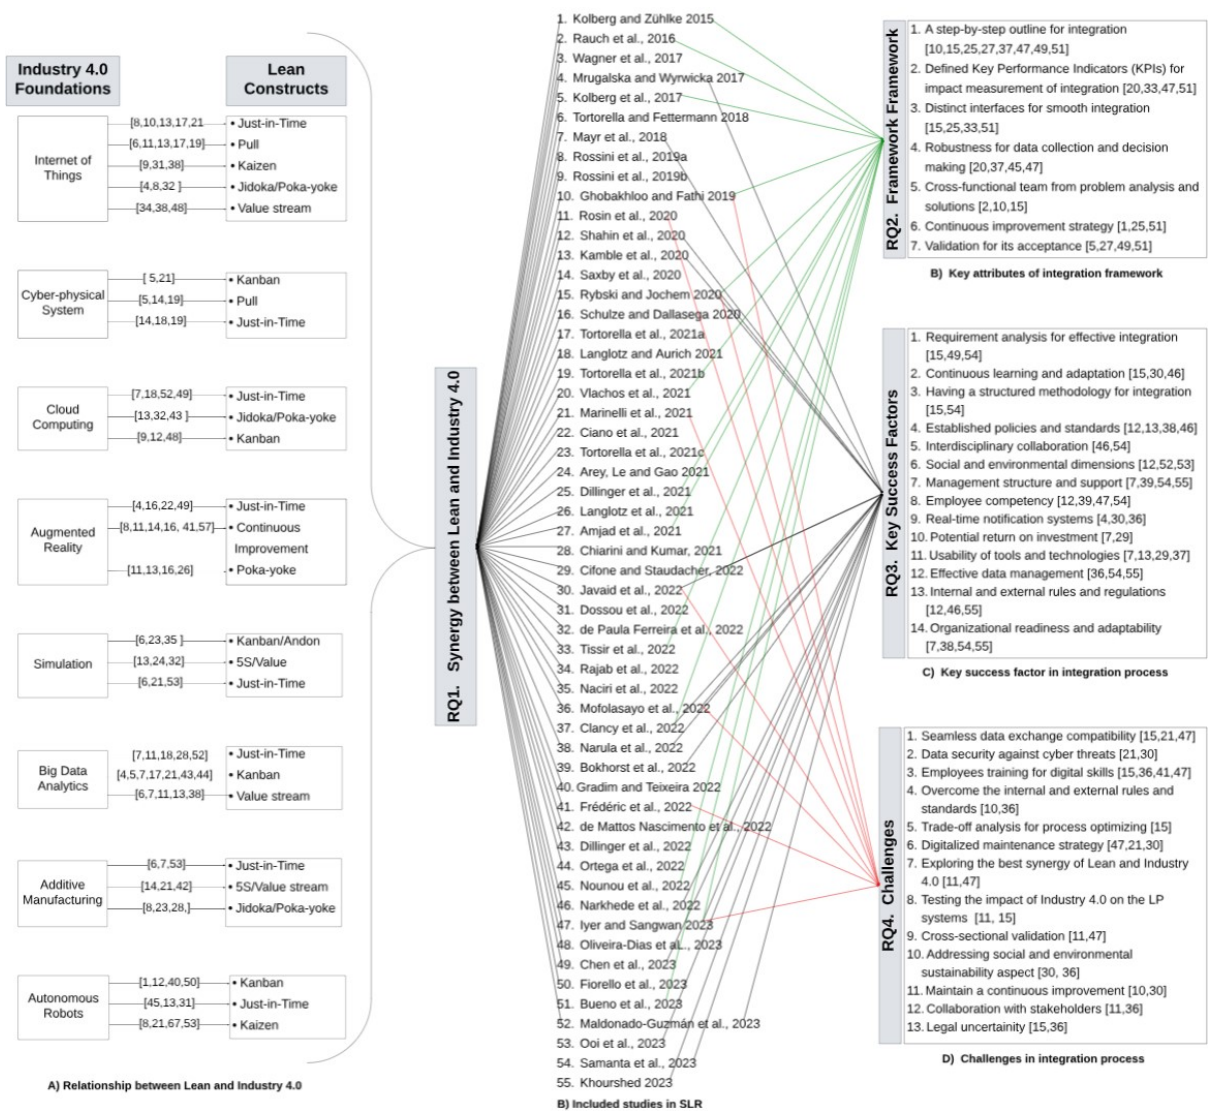 Industry 4.0
Foundations
Lean
Constructs
Internet of
Things
[8,10,13,17,21
• Just-in-Time
[6,11,13,17,19]
• Pull
[9,31,38]
• Kaizen
[4,8,32 ]
• Jidoka/Poka-yoke
[34,38,48]
• Value stream
Cyber-physical
System
[ 5,21]
• Kanban
[5,14,19]
• Pull
[14,18,19]
• Just-in-Time
Cloud
Computing
[7,18,52,49]
• Just-in-Time
[13,32,43 ]
• Jidoka/Poka-yoke
[9,12,48]
• Kanban
Augmented
Reality
[4,16,22,49]
• Just-in-Time
[8,11,14,16, 41,57]
• Continuous
Improvement
[11,13,16,26]
• Poka-yoke
Simulation
[6,23,35 ]
• Kanban/Andon
[13,24,32]
• 5S/Value
[6,21,53]
• Just-in-Time
Big Data
Analytics
[7,11,18,28,52]
• Just-in-Time
[4,5,7,17,21,43,44]
• Kanban
[6,7,11,13,38]
• Value stream
Additive
Manufacturing
[6,7,53]
• Just-in-Time
[14,21,42]
• 5S/Value stream
[8,23,28,]
• Jidoka/Poka-yoke
Autonomous
Robots
[1,12,40,50]
• Kanban
[45,13,31]
• Just-in-Time
[8,21,67,53]
• Kaizen
A) Relationship between Lean and Industry 4.0
RQ1. Synergy between Lean and Industry 4.0
1. Kolberg and Zühlke 2015
2. Rauch et al., 2016
3. Wagner et al., 2017
4. Mrugalska and Wyrwicka 2017
5. Kolberg et al., 2017
6. Tortorella and Fettermann 2018
7. Mayr et al., 2018
8. Rossini et al., 2019a
9. Rossini et al., 2019b
10. Ghobakhloo and Fathi 2019
11. Rosin et al., 2020
12. Shahin et al., 2020
13. Kamble et al., 2020
14. Saxby et al., 2020
15. Rybski and Jochem 2020
16. Schulze and Dallasega 2020
17. Tortorella et al., 2021a
18. Langlotz and Aurich 2021
19. Tortorella et al., 2021b
20. Vlachos et al., 2021
21. Marinelli et al., 2021
22. Ciano et al., 2021
23. Tortorella et al., 2021c
24. Arey, Le and Gao 2021
25. Dillinger et al., 2021
26. Langlotz et al., 2021
27. Amjad et al., 2021
28. Chiarini and Kumar, 2021
29. Cifone and Staudacher, 2022
30. Javaid et al., 2022
31. Dossou et al., 2022
32. de Paula Ferreira et al., 2022
33. Tissir et al., 2022
34. Rajab et al., 2022
35. Naciri et al., 2022
36. Mofolasayo et al., 2022
37. Clancy et al., 2022
38. Narula et al., 2022
39. Bokhorst et al., 2022
40. Gradim and Teixeira 2022
41. Frédéric et al., 2022
42. de Mattos Nascimento et al., 2022
43. Dillinger et al., 2022
44. Ortega et al., 2022
45. Nounou et al., 2022
46. Narkhede et al., 2022
47. Iyer and Sangwan 2023
48. Oliveira-Dias et aL., 2023
49. Chen et al., 2023
50. Fiorello et al., 2023
51. Bueno et al., 2023
52. Maldonado-Guzmán et al., 2023
53. Ooi et al., 2023
54. Samanta et al., 2023
55. Khourshed 2023
B) Included studies in SLR
RQ2. Framework Framework
1. A step-by-step outline for integration
[10,15,25,27,37,47,49,51]
2. Defined Key Performance Indicators (KPIs) for
impact measurement of integration [20,33,47,51]
3. Distinct interfaces for smooth integration
[15,25,33,51]
4. Robustness for data collection and decision
making [20,37,45,47]
5. Cross-functional team from problem analysis and
solutions [2,10,15]
6. Continuous improvement strategy [1,25,51]
7. Validation for its acceptance [5,27,49,51]
B) Key attributes of integration framework
RQ3. Key Success Factors
1. Requirement analysis for effective integration
[15,49,54]
2. Continuous learning and adaptation [15,30,46]
3. Having a structured methodology for integration
[15,54]
4. Established policies and standards [12,13,38,46]
5. Interdisciplinary collaboration [46,54]
6. Social and environmental dimensions [12,52,53]
7. Management structure and support [7,39,54,55]
8. Employee competency [12,39,47,54]
9. Real-time notification systems [4,30,36]
10. Potential return on investment [7,29]
11. Usability of tools and technologies [7,13,29,37]
12. Effective data management [36,54,55]
13. Internal and external rules and regulations
[12,46,55]
14. Organizational readiness and adaptability
[7,38,54,55]
C) Key success factor in integration process
RQ4. Challenges
1. Seamless data exchange compatibility [15,21,47]
2. Data security against cyber threats [21,30]
3. Employees training for digital skills [15,36,41,47]
4. Overcome the internal and external rules and
standards [10,36]
5. Trade-off analysis for process optimizing [15]
6. Digitalized maintenance strategy [47,21,30]
7. Exploring the best synergy of Lean and Industry
4.0 [11,47]
8. Testing the impact of Industry 4.0 on the LP
systems [11, 15]
9. Cross-sectional validation [11,47]
10. Addressing social and environmental
sustainability aspect [30, 36]
11. Maintain a continuous improvement [10,30]
12. Collaboration with stakeholders [11,36]
13. Legal uncertainity [15,36]
D) Challenges in integration process